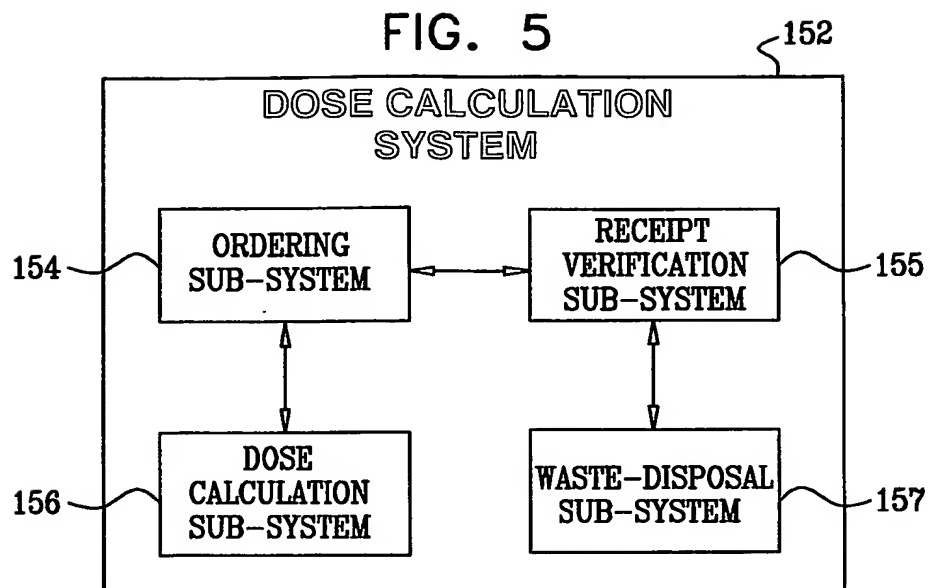 FIG. 5
152
DOSE CALCULATION
SYSTEM
154
ORDERING
SUB-SYSTEM
RECEIPT
VERIFICATION
SUB-SYSTEM
155
156
DOSE
CALCULATION
SUB-SYSTEM
WASTE-DISPOSAL
SUB-SYSTEM
157